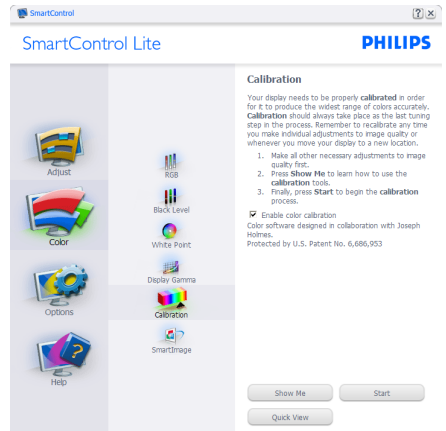 SmartControl
SmartControl Lite
PHILIPS
Adjust
Color
Options
Help
RGB
Black Level
White Point
Display Gamma
Calibration
SmartImage
Calibration
Your display needs to be properly calibrated in order
for it to produce the widest range of colors accurately.
Calibration should always take place as the last tuning
step in the process. Remember to recalibrate any time
you make individual adjustments to image quality or
whenever you move your display to a new location.
1. Make all other necessary adjustments to image
quality first.
2. Press Show Me to learn how to use the
calibration tools.
3. Finally, press Start to begin the calibration
process.
Enable color calibration
Color software designed in collaboration with Joseph
Holmes.
Protected by U.S. Patent No. 6,686,953
Show Me
Start
Quick View